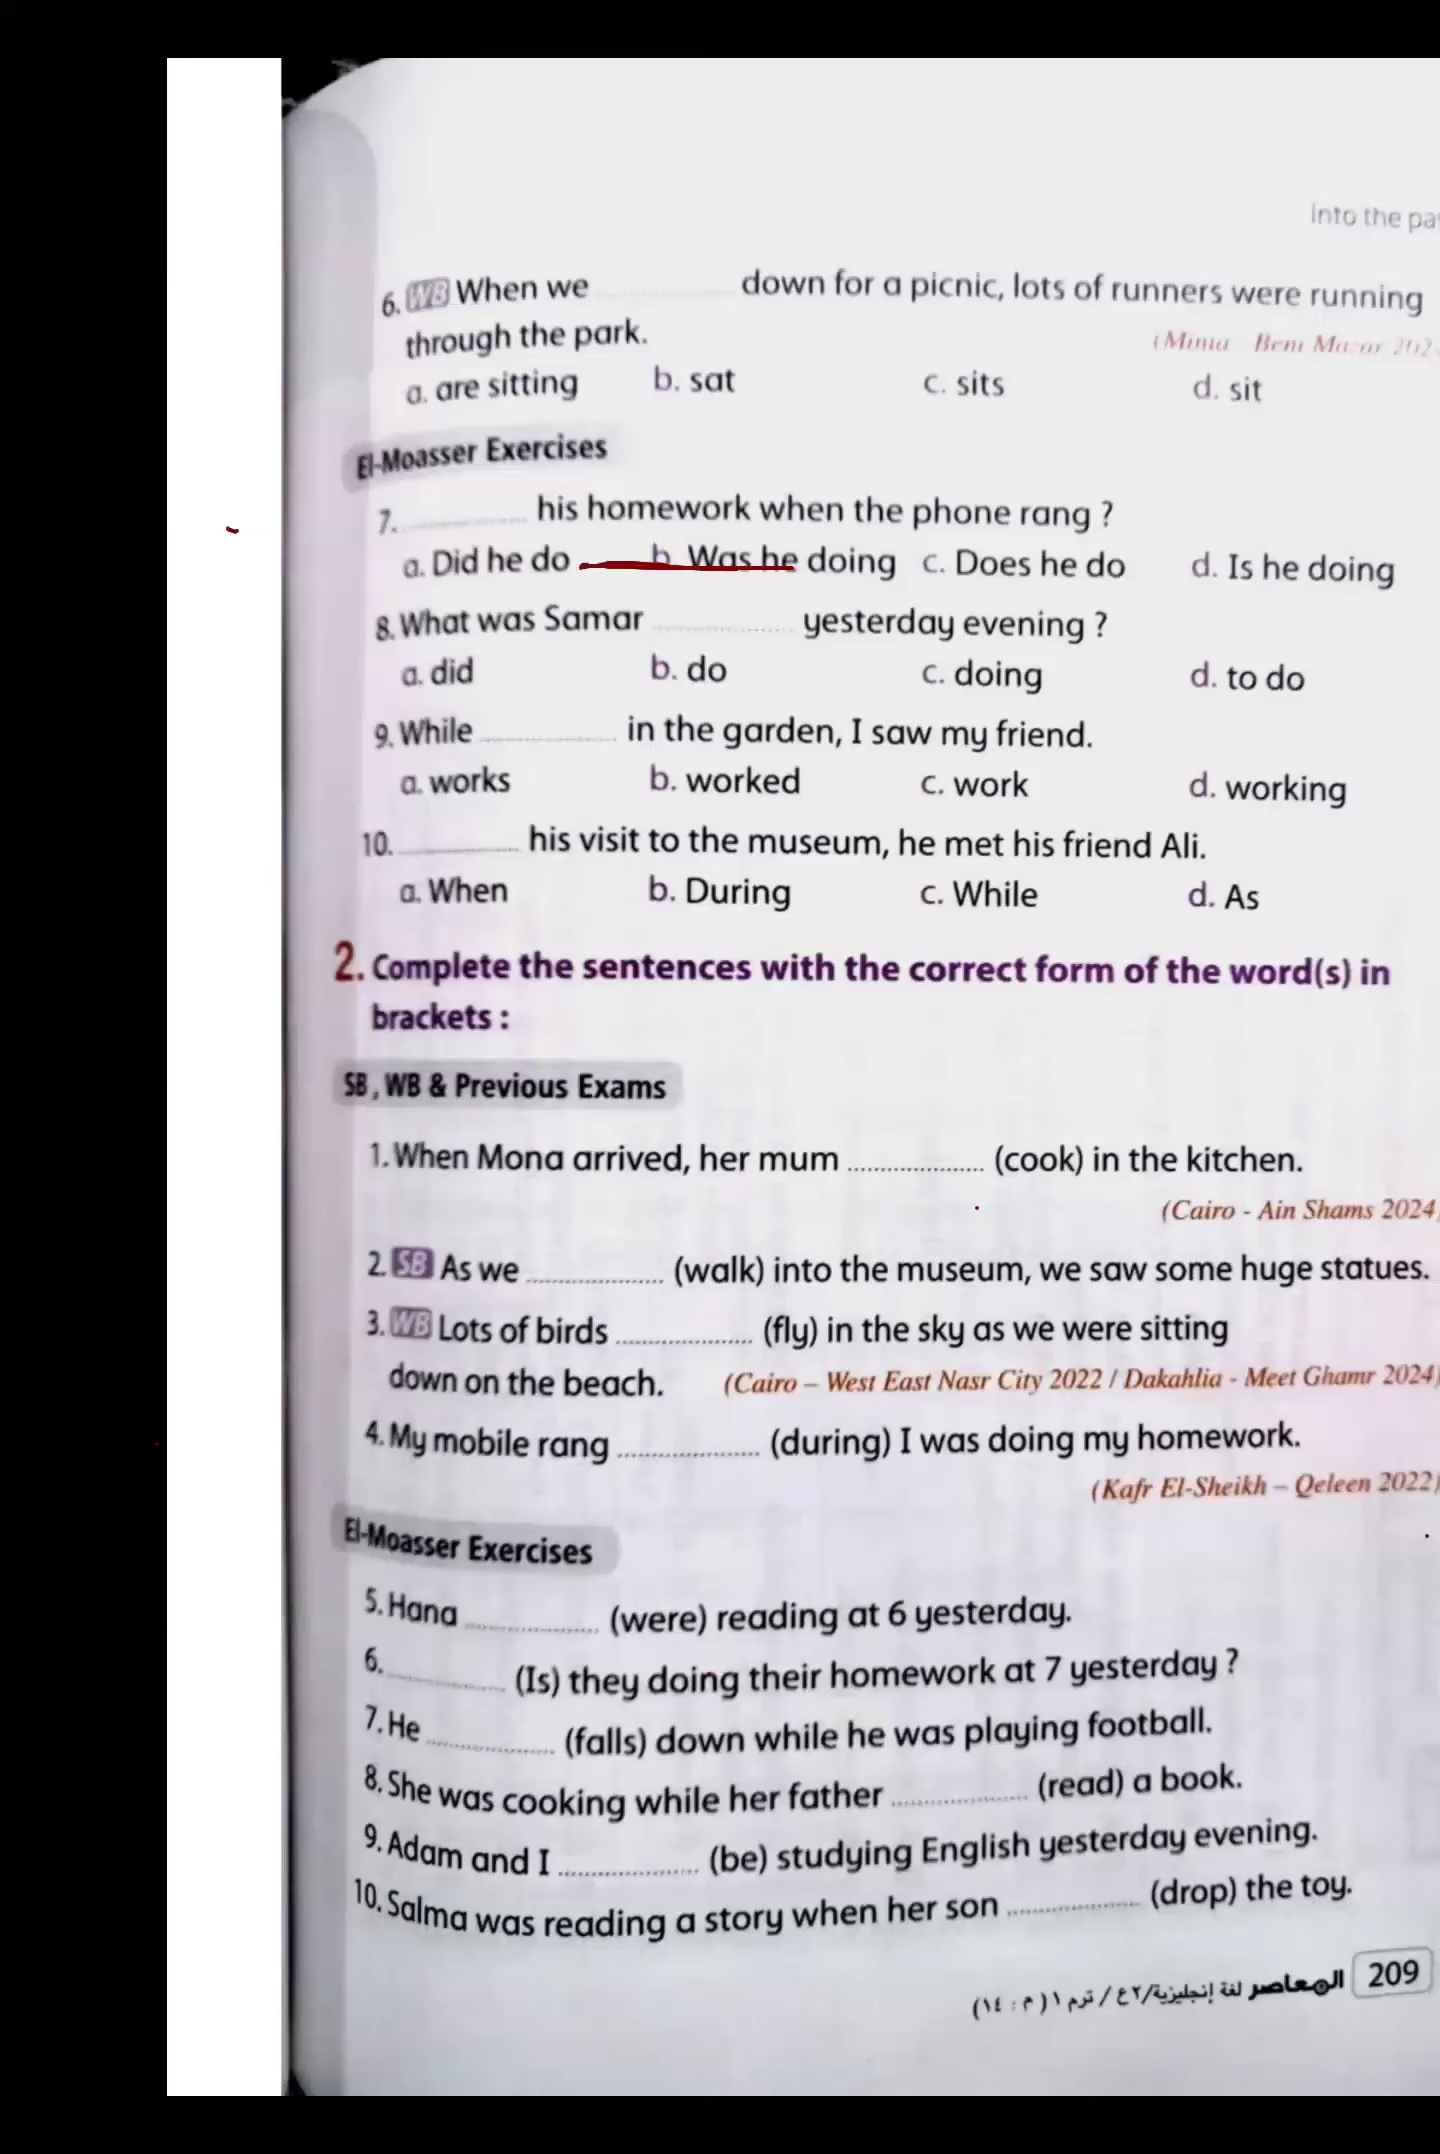 into the
6. WB When we ............ down for a picnic, lots of runners were running
through the park. (Minia - Beni Mazar
a. are sitting b. sat c. sits d. sit
El-Moasser Exercises
7. ............ his homework when the phone rang ?
a. Did he do b. Was he doing c. Does he do d. Is he doing
8. What was Samar ............ yesterday evening ?
a. did b. do c. doing d. to do
9. While ............ in the garden, I saw my friend.
a. works b. worked c. work d. working
10. ............ his visit to the museum, he met his friend Ali.
a. When b. During c. While d. As
2. Complete the sentences with the correct form of the word(s) in
brackets :
SB , WB & Previous Exams
1. When Mona arrived, her mum ............ (cook) in the kitchen.
(Cairo - Ain Shams 2024)
2. SB As we ............ (walk) into the museum, we saw some huge statues.
3. WB Lots of birds ............ (fly) in the sky as we were sitting
down on the beach. (Cairo – West East Nasr City 2022 / Dakahlia - Meet Ghamr 2024)
4. My mobile rang ............ (during) I was doing my homework.
(Kafr El-Sheikh – Qeleen 2022)
El-Moasser Exercises
5. Hana ............ (were) reading at 6 yesterday.
6. ............ (Is) they doing their homework at 7 yesterday ?
7. He ............ (falls) down while he was playing football.
8. She was cooking while her father ............ (read) a book.
9. Adam and I ............ (be) studying English yesterday evening.
10. Salma was reading a story when her son ............ (drop) the toy.
المعاصر لغة إنجليزية/٢ع / ترم ١ (م : ١٤) 209